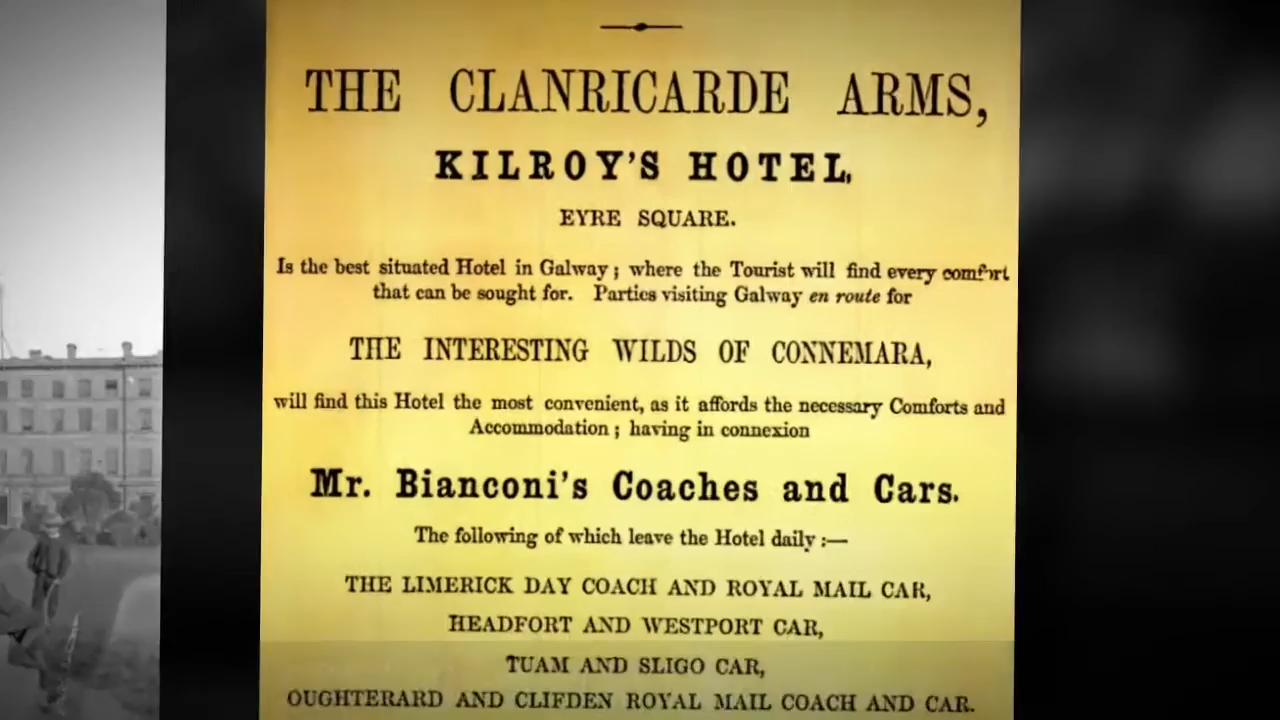 THE CLANRICARDE ARMS,
KILROY'S HOTEL,
EYRE SQUARE.
Is the best situated Hotel in Galway; where the Tourist will find every comfort
that can be sought for. Parties visiting Galway en route for
THE INTERESTING WILDS OF CONNEMARA,
will find this Hotel the most convenient, as it affords the necessary Comforts and
Accommodation; having in connexion
Mr. Bianconi's Coaches and Cars.
The following of which leave the Hotel daily:—
THE LIMERICK DAY COACH AND ROYAL MAIL CAR,
HEADFORT AND WESTPORT CAR,
TUAM AND SLIGO CAR,
OUGHTERARD AND CLIFDEN ROYAL MAIL COACH AND CAR.